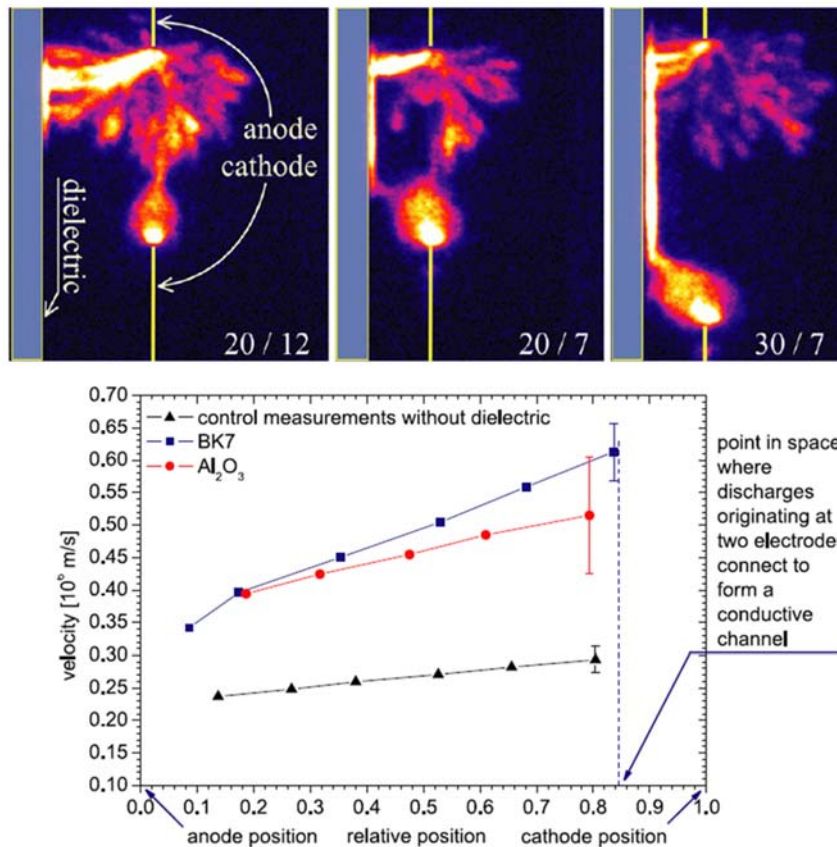 anode
cathode
dielectric
20 / 12
20 / 7
30 / 7
0.70
0.65
0.60
0.55
0.50
0.45
0.40
0.35
0.30
0.25
0.20
0.15
0.10
velocity [10⁶ m/s]
control measurements without dielectric
BK7
Al₂O₃
point in space
where
discharges
originating at
two electrode
connect to
form a
conductive
channel
0.0 0.1 0.2 0.3 0.4 0.5 0.6 0.7 0.8 0.9 1.0
anode position relative position cathode position